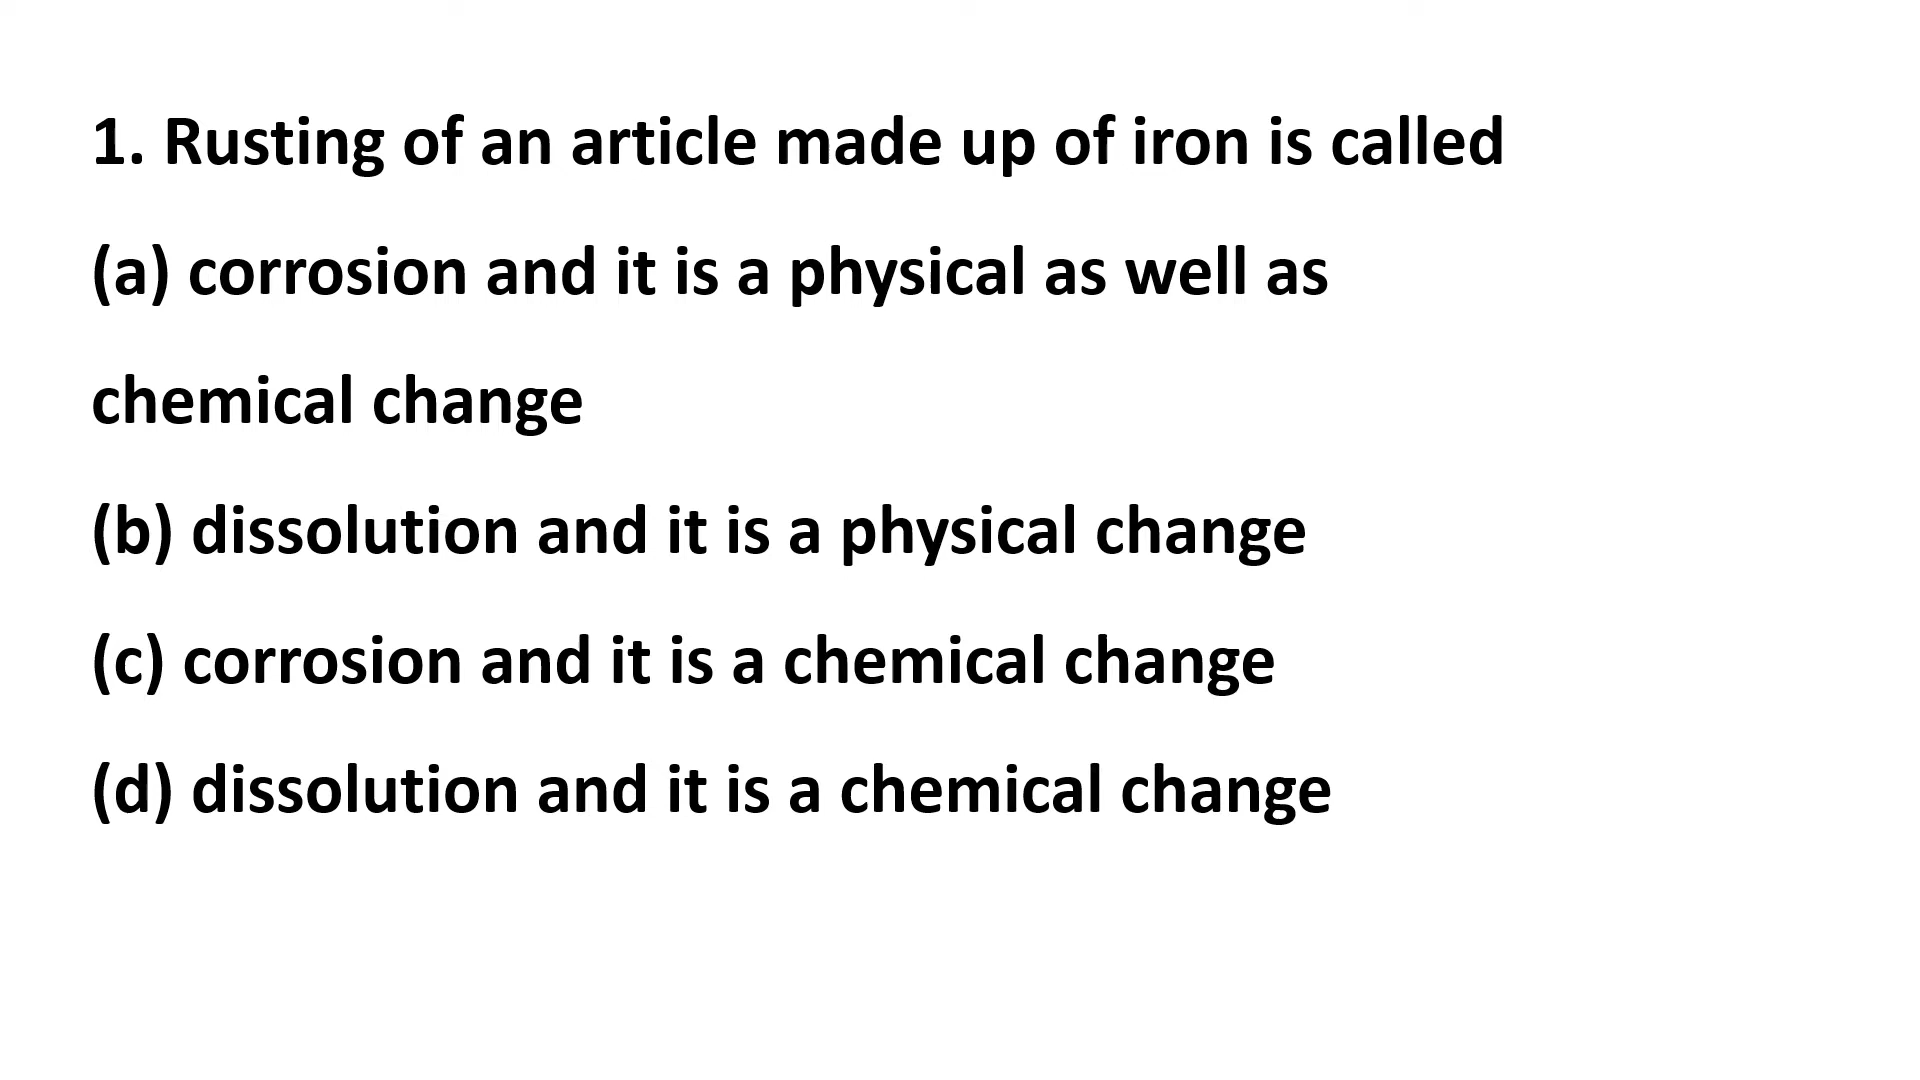 1. Rusting of an article made up of iron is called
(a) corrosion and it is a physical as well as
chemical change
(b) dissolution and it is a physical change
(c) corrosion and it is a chemical change
(d) dissolution and it is a chemical change